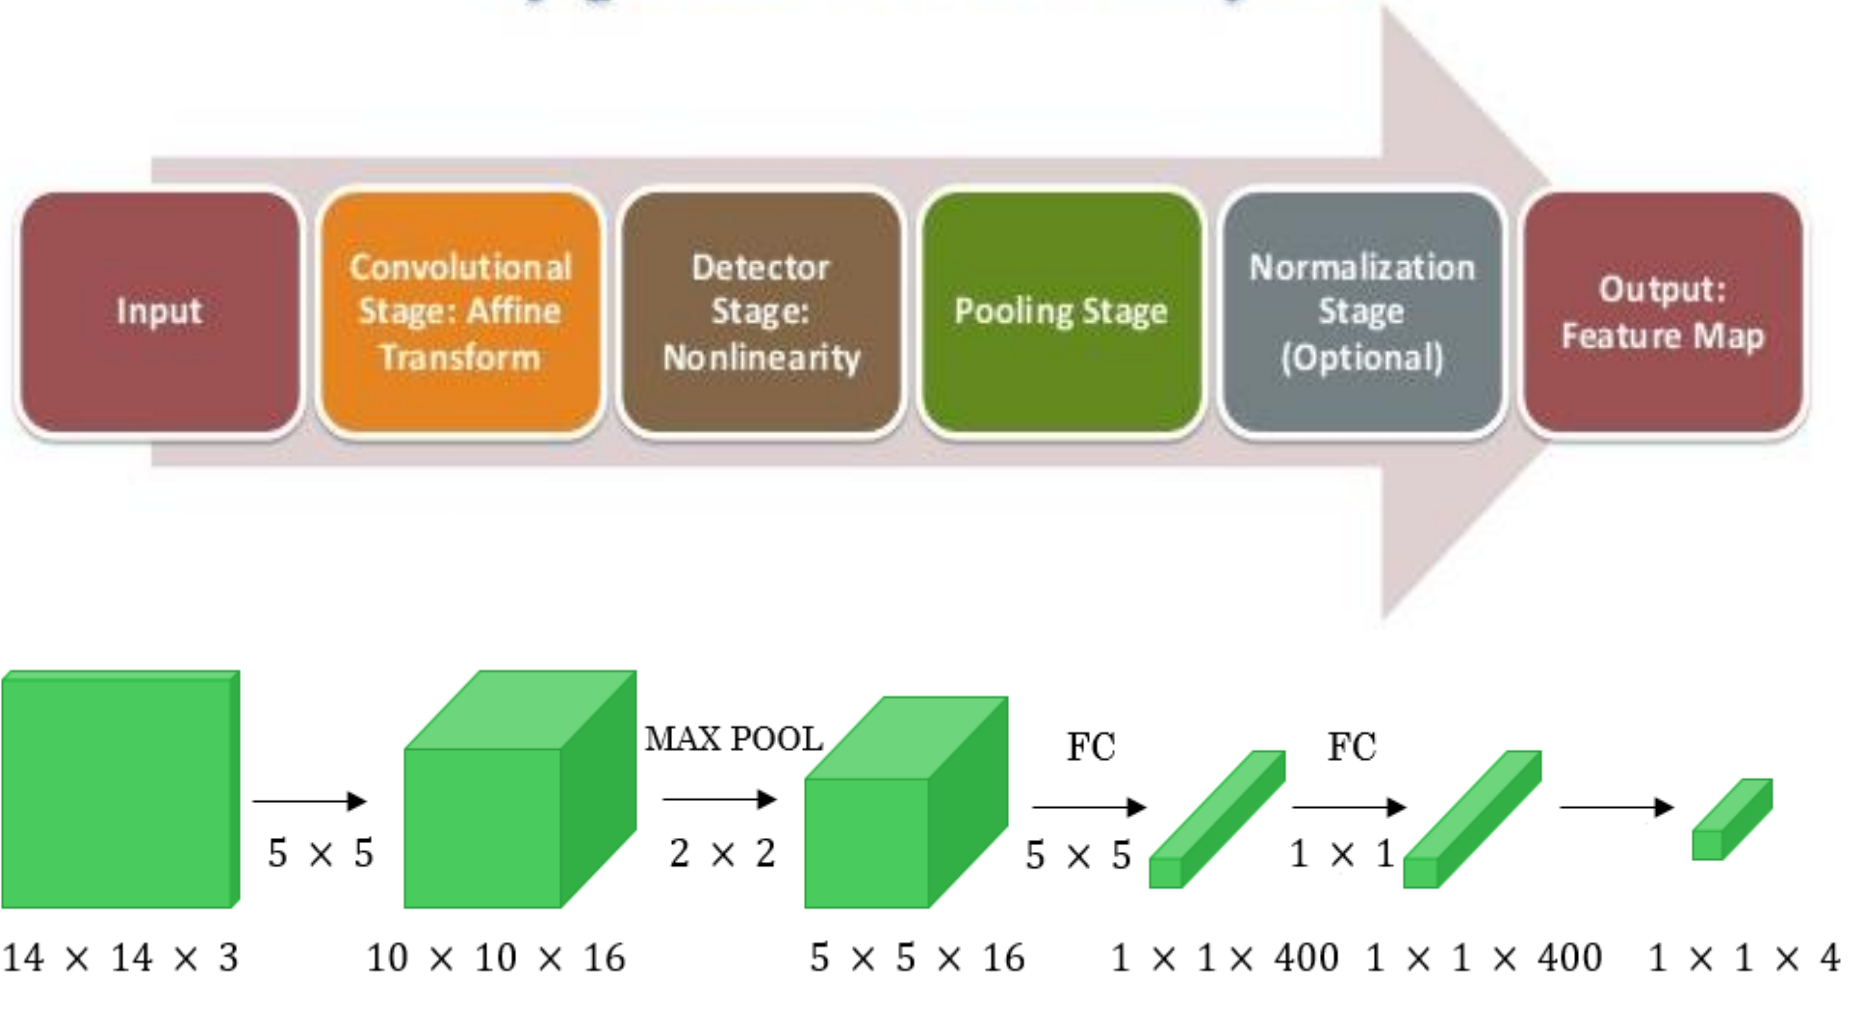 Input
Convolutional
Stage: Affine
Transform
Detector
Stage:
Nonlinearity
Pooling Stage
Normalization
Stage
(Optional)
Output:
Feature Map
MAX POOL
FC
FC
5 × 5
2 × 2
5 × 5
1 × 1
14 × 14 × 3
10 × 10 × 16
5 × 5 × 16
1 × 1 × 400
1 × 1 × 400
1 × 1 × 4